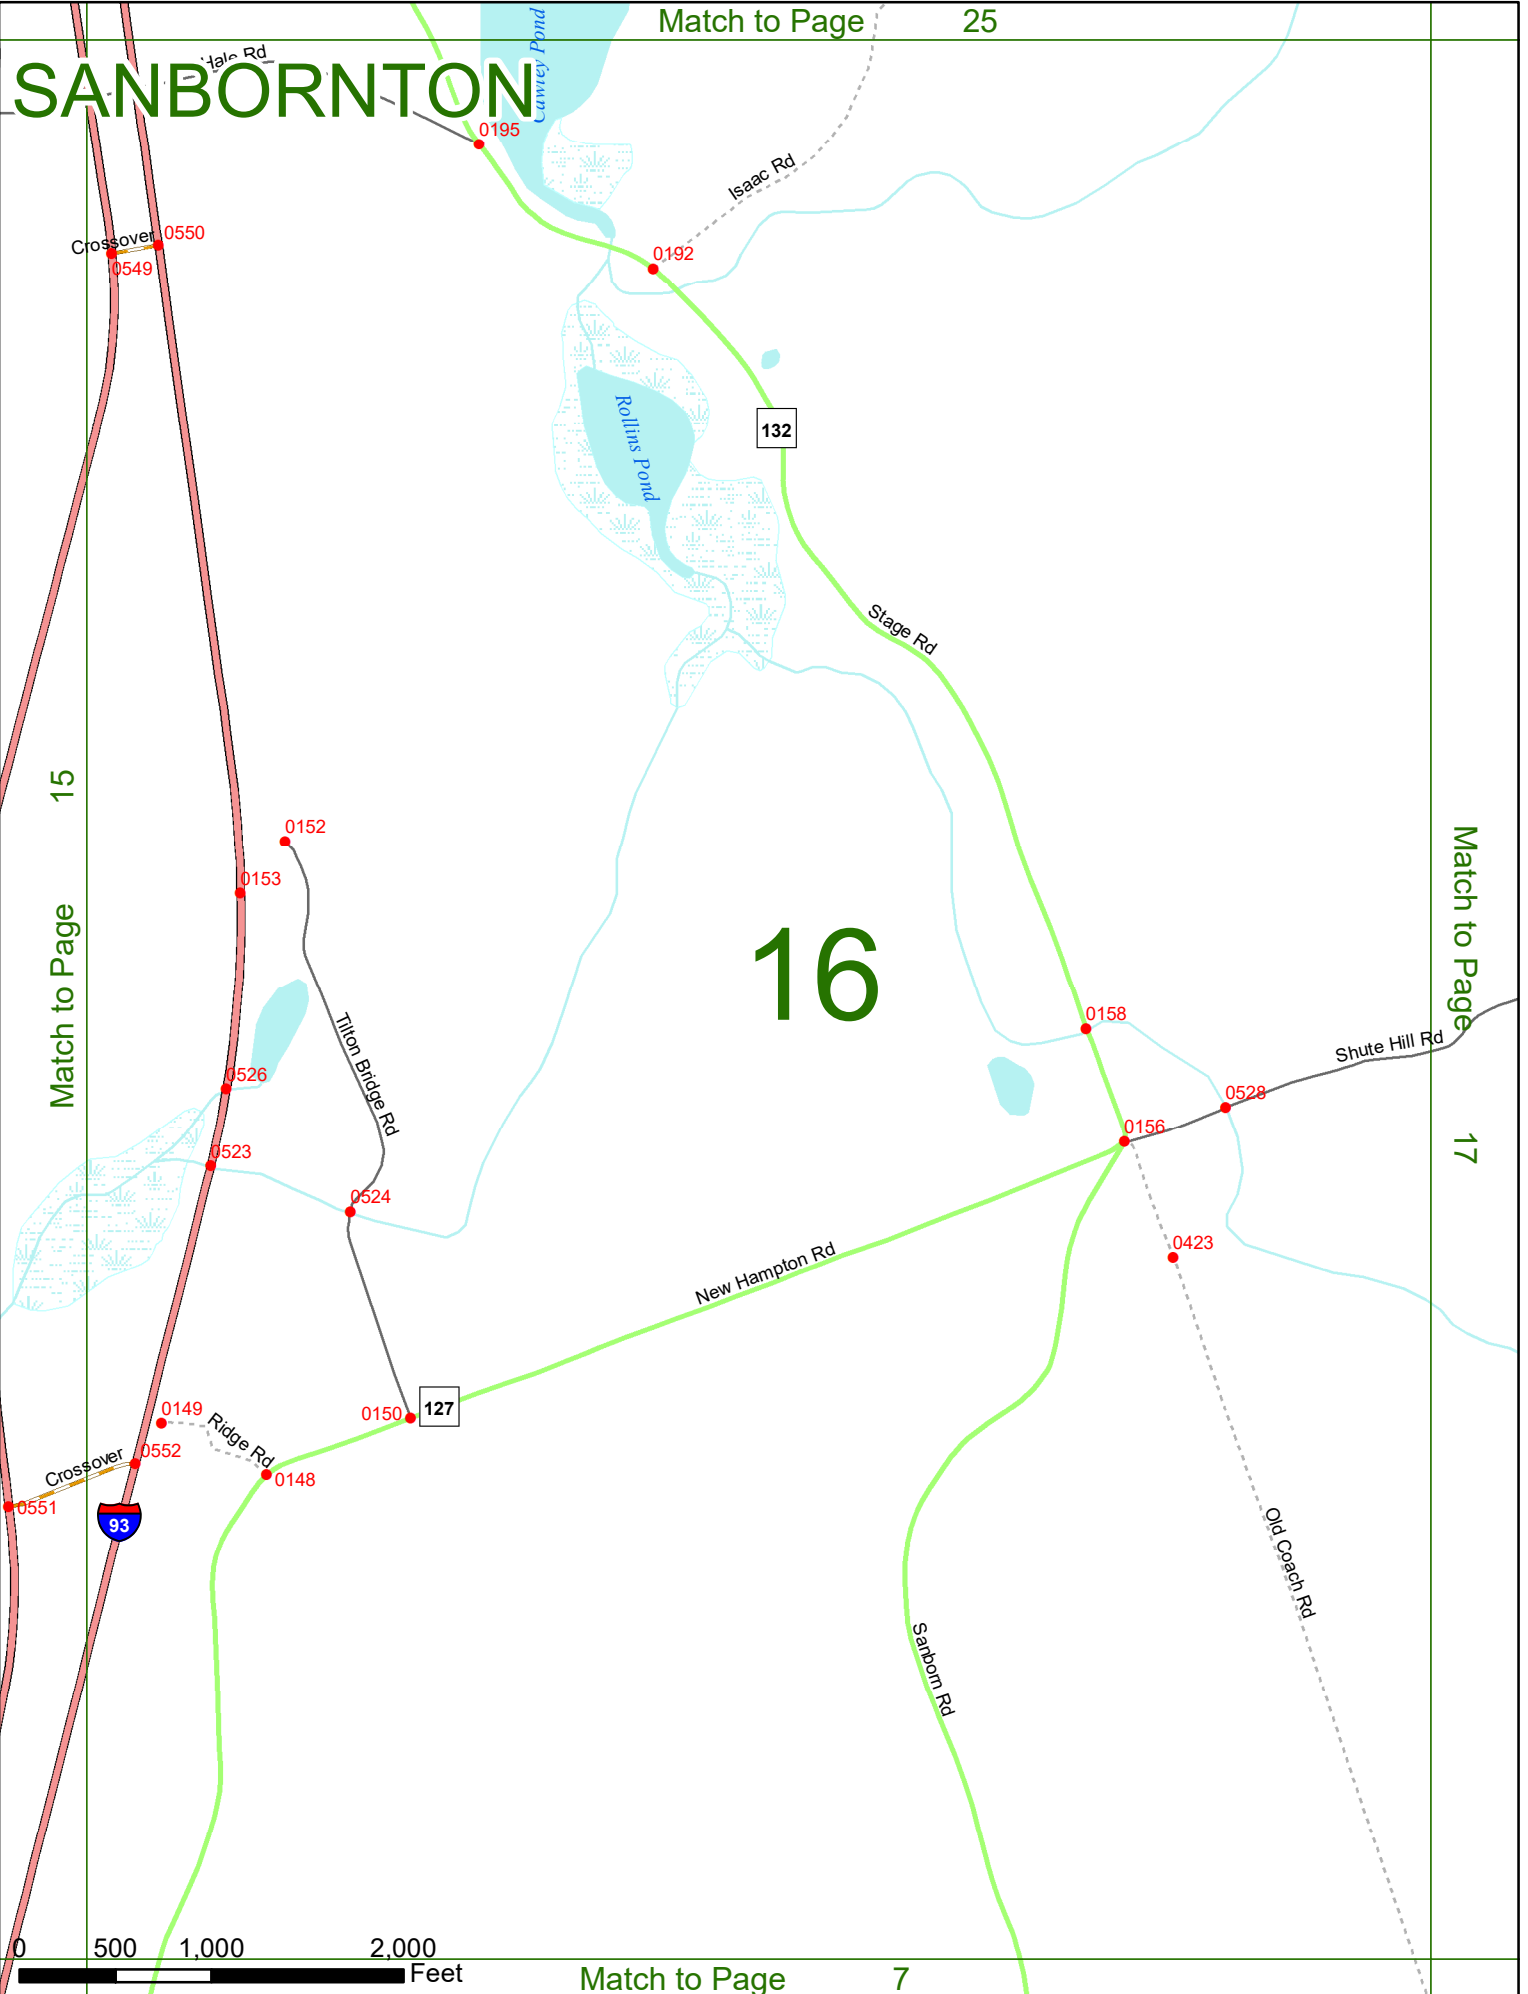 Match to Page 25
Hale Rd
SANBORNTON
Cawley Pond
0195
Isaac Rd
Crossover
0550
0549
0192
Rollins Pond
132
Stage Rd
Match to Page 15
0152
0153
16
Match to Page 17
Tilton Bridge Rd
0158
Shute Hill Rd
0526
0528
0156
0523
0524
0423
New Hampton Rd
0149
Ridge Rd
0150
127
Crossover
0552
0148
0551
93
Old Coach Rd
Sanborn Rd
0 500 1,000 2,000
Feet
Match to Page 7